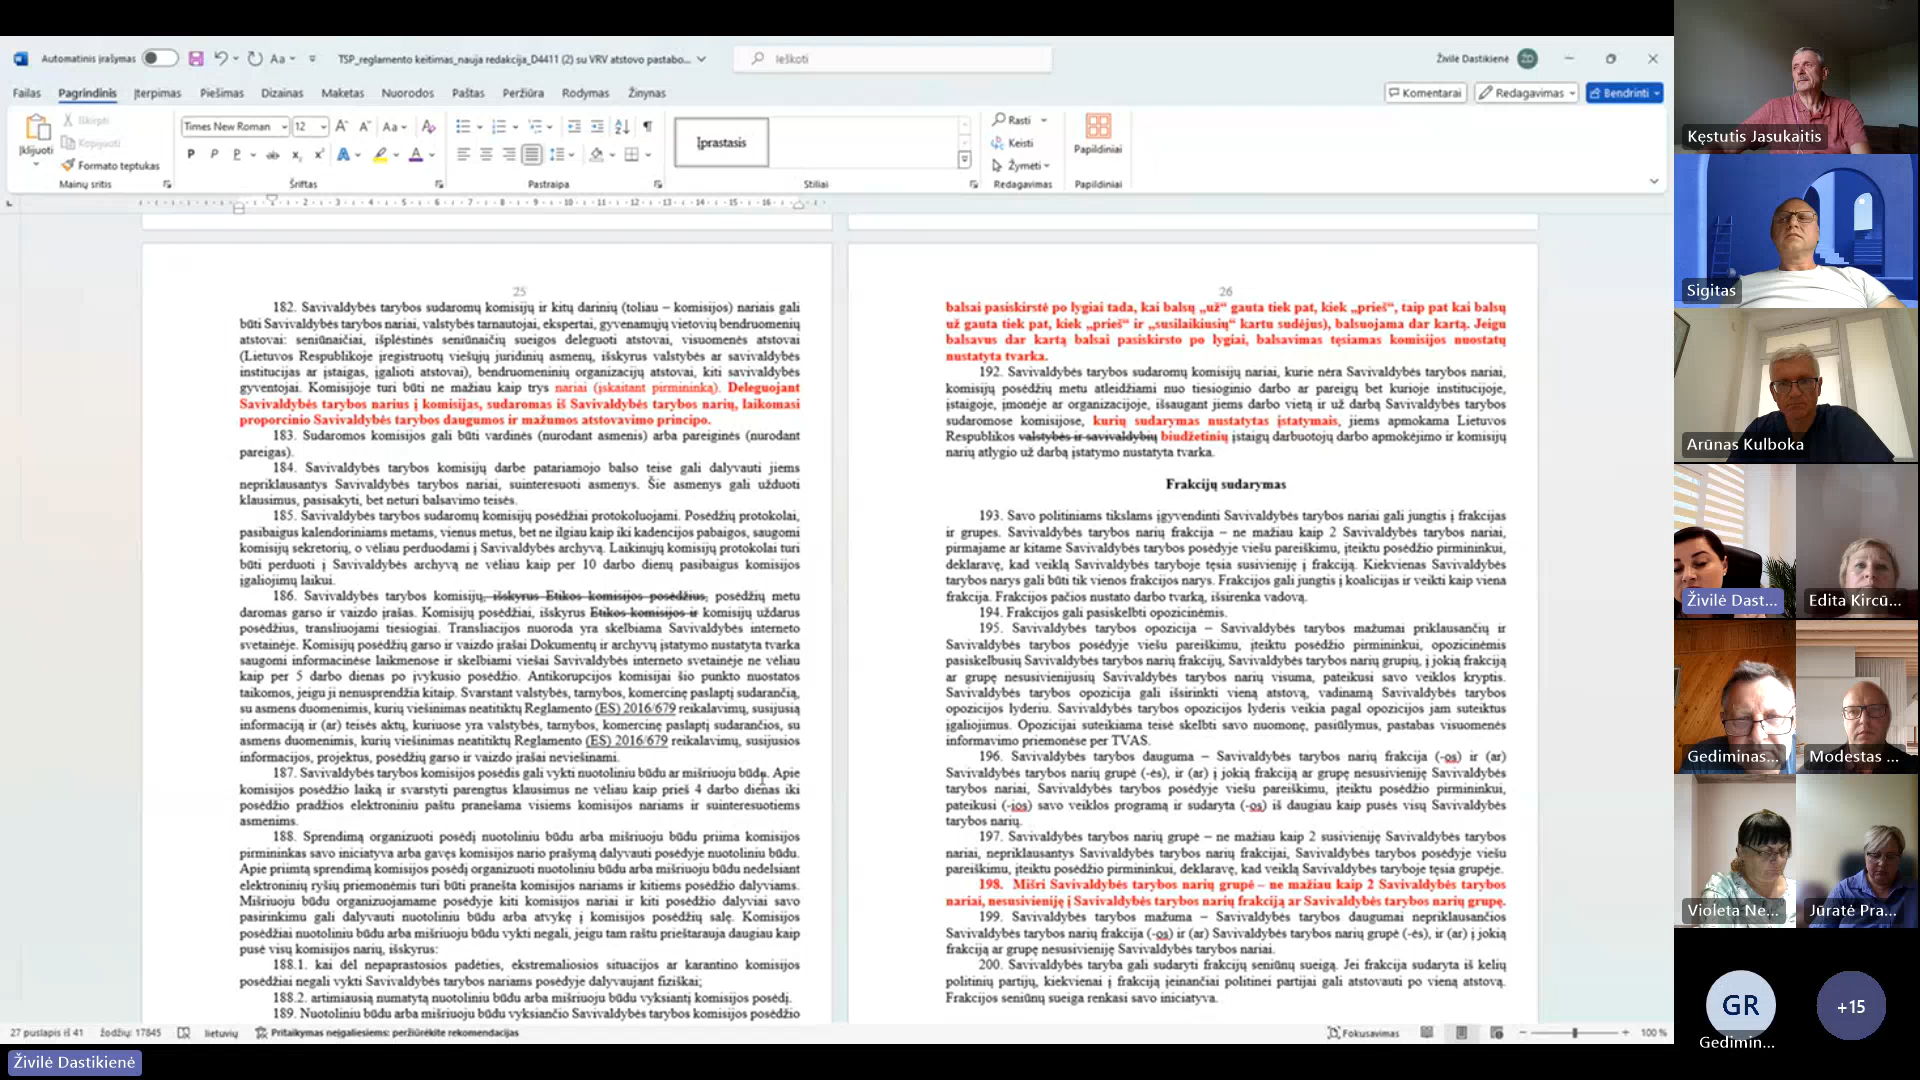 Automatinis įrašymas
TSP_reglamento keitimas_nauja redakcija_D4411 (2) su VRV atstovo pastabo...
Ieškoti
Živilė Dastikienė
ŽD
Failas Pagrindinis Įterpimas Piešimas Dizainas Maketas Nuorodos Paštas Peržiūra Rodymas Žinynas
Komentarai Redagavimas Bendrinti
Įklijuoti
Iškirpti
Kopijuoti
Formato teptukas
Mainų sritis
Times New Roman 12
Šriftas
Pastraipa
Įprastasis
Stiliai
Rasti
Keisti
Žymėti
Redagavimas
Papildiniai
Papildiniai
25
182. Savivaldybės tarybos sudaromų komisijų ir kitų darinių (toliau – komisijos) nariais gali
būti Savivaldybės tarybos nariai, valstybės tarnautojai, ekspertai, gyvenamųjų vietovių bendruomenių
atstovai: seniūnaičiai, išplėstinės seniūnaičių sueigos deleguoti atstovai, visuomenės atstovai
(Lietuvos Respublikoje įregistruotų viešųjų juridinių asmenų, išskyrus valstybės ar savivaldybės
institucijas ar įstaigas, įgalioti atstovai), bendruomeninių organizacijų atstovai, kiti savivaldybės
gyventojai. Komisijoje turi būti ne mažiau kaip trys nariai (įskaitant pirmininką). Deleguojant
Savivaldybės tarybos narius į komisijas, sudaromas iš Savivaldybės tarybos narių, laikomasi
proporcinio Savivaldybės tarybos daugumos ir mažumos atstovavimo principo.
183. Sudaromos komisijos gali būti vardinės (nurodant asmenis) arba pareiginės (nurodant
pareigas).
184. Savivaldybės tarybos komisijų darbe patariamojo balso teise gali dalyvauti jiems
nepriklausantys Savivaldybės tarybos nariai, suinteresuoti asmenys. Šie asmenys gali užduoti
klausimus, pasisakyti, bet neturi balsavimo teisės.
185. Savivaldybės tarybos sudaromų komisijų posėdžiai protokoluojami. Posėdžių protokolai,
pasibaigus kalendoriniams metams, vienus metus, bet ne ilgiau kaip iki kadencijos pabaigos, saugomi
komisijų sekretorių, o vėliau perduodami į Savivaldybės archyvą. Laikinųjų komisijų protokolai turi
būti perduoti į Savivaldybės archyvą ne vėliau kaip per 10 darbo dienų pasibaigus komisijos
įgaliojimų laikui.
186. Savivaldybės tarybos komisijų, išskyrus Etikos komisijos posėdžius, posėdžių metu
daromas garso ir vaizdo įrašas. Komisijų posėdžiai, išskyrus Etikos komisijos ir komisijų uždarus
posėdžius, transliuojami tiesiogiai. Transliacijos nuoroda yra skelbiama Savivaldybės interneto
svetainėje. Komisijų posėdžių garso ir vaizdo įrašai Dokumentų ir archyvų įstatymo nustatyta tvarka
saugomi informacinėse laikmenose ir skelbiami viešai Savivaldybės interneto svetainėje ne vėliau
kaip per 5 darbo dienas po įvykusio posėdžio. Antikorupcijos komisijai šio punkto nuostatos
taikomos, jeigu ji nenusprendžia kitaip. Svarstant valstybės, tarnybos, komercinę paslaptį sudarančią,
su asmens duomenimis, kurių viešinimas neatitiktų Reglamento (ES) 2016/679 reikalavimų, susijusią
informaciją ir (ar) teisės aktų, kuriuose yra valstybės, tarnybos, komercinę paslaptį sudarančios, su
asmens duomenimis, kurių viešinimas neatitiktų Reglamento (ES) 2016/679 reikalavimų, susijusios
informacijos, projektus, posėdžių garso ir vaizdo įrašai neviešinami.
187. Savivaldybės tarybos komisijos posėdis gali vykti nuotoliniu būdu ar mišriuoju būdu. Apie
komisijos posėdžio laiką ir svarstyti parengtus klausimus ne vėliau kaip prieš 4 darbo dienas iki
posėdžio pradžios elektroniniu paštu pranešama visiems komisijos nariams ir suinteresuotiems
asmenims.
188. Sprendimą organizuoti posėdį nuotoliniu būdu arba mišriuoju būdu priima komisijos
pirmininkas savo iniciatyva arba gavęs komisijos nario prašymą dalyvauti posėdyje nuotoliniu būdu.
Apie priimtą sprendimą komisijos posėdį organizuoti nuotoliniu būdu arba mišriuoju būdu nedelsiant
elektroninių ryšių priemonėmis turi būti pranešta komisijos nariams ir kitiems posėdžio dalyviams.
Mišriuoju būdu organizuojamame posėdyje kiti komisijos nariai ir kiti posėdžio dalyviai savo
pasirinkimu gali dalyvauti nuotoliniu būdu arba atvykę į komisijos posėdžių salę. Komisijos
posėdžiai nuotoliniu būdu arba mišriuoju būdu vykti negali, jeigu tam raštu prieštarauja daugiau kaip
pusė visų komisijos narių, išskyrus:
188.1. kai dėl nepaprastosios padėties, ekstremaliosios situacijos ar karantino komisijos
posėdžiai negali vykti Savivaldybės tarybos nariams posėdyje dalyvaujant fiziškai;
188.2. artimiausią numatytą nuotoliniu būdu arba mišriuoju būdu vyksiantį komisijos posėdį.
189. Nuotoliniu būdu arba mišriuoju būdu vyksiančio Savivaldybės tarybos komisijos posėdžio
26
balsai pasiskirstė po lygiai tada, kai balsų „už“ gauta tiek pat, kiek „prieš“, taip pat kai balsų
už gauta tiek pat, kiek „prieš“ ir „susilaikiusių“ kartu sudėjus), balsuojama dar kartą. Jeigu
balsavus dar kartą balsai pasiskirsto po lygiai, balsavimas tęsiamas komisijos nuostatų
nustatyta tvarka.
192. Savivaldybės tarybos sudaromų komisijų nariai, kurie nėra Savivaldybės tarybos nariai,
komisijų posėdžių metu atleidžiami nuo tiesioginio darbo ar pareigų bet kurioje institucijoje,
įstaigoje, įmonėje ar organizacijoje, išsaugant jiems darbo vietą ir už darbą Savivaldybės tarybos
sudaromose komisijose, kurių sudarymas nustatytas įstatymais, jiems apmokama Lietuvos
Respublikos valstybės ir savivaldybių biudžetinių įstaigų darbuotojų darbo apmokėjimo ir komisijų
narių atlygio už darbą įstatymo nustatyta tvarka.
Frakcijų sudarymas
193. Savo politiniams tikslams įgyvendinti Savivaldybės tarybos nariai gali jungtis į frakcijas
ir grupes. Savivaldybės tarybos narių frakcija – ne mažiau kaip 2 Savivaldybės tarybos nariai,
pirmajame ar kitame Savivaldybės tarybos posėdyje viešu pareiškimu, įteiktu posėdžio pirmininkui,
deklaravę, kad veiklą Savivaldybės taryboje tęsia susivieniję į frakciją. Kiekvienas Savivaldybės
tarybos narys gali būti tik vienos frakcijos narys. Frakcijos gali jungtis į koalicijas ir veikti kaip viena
frakcija. Frakcijos pačios nustato darbo tvarką, išsirenka vadovą.
194. Frakcijos gali pasiskelbti opozicinėmis.
195. Savivaldybės tarybos opozicija – Savivaldybės tarybos mažumai priklausančių ir
Savivaldybės tarybos posėdyje viešu pareiškimu, įteiktu posėdžio pirmininkui, opozicinėmis
pasiskelbusių Savivaldybės tarybos narių frakcijų, Savivaldybės tarybos narių grupių, į jokią frakciją
ar grupę nesusivienijusių Savivaldybės tarybos narių visuma, pateikusi savo veiklos kryptis.
Savivaldybės tarybos opozicija gali išsirinkti vieną atstovą, vadinamą Savivaldybės tarybos
opozicijos lyderiu. Savivaldybės tarybos opozicijos lyderis veikia pagal opozicijos jam suteiktus
įgaliojimus. Opozicijai suteikiama teisė skelbti savo nuomonę, pasiūlymus, pastabas visuomenės
informavimo priemonėse per TVAS.
196. Savivaldybės tarybos dauguma – Savivaldybės tarybos narių frakcija (-os) ir (ar)
Savivaldybės tarybos narių grupė (-ės), ir (ar) į jokią frakciją ar grupę nesusivieniję Savivaldybės
tarybos nariai, Savivaldybės tarybos posėdyje viešu pareiškimu, įteiktu posėdžio pirmininkui,
pateikusi (-ios) savo veiklos programą ir sudaryta (-os) iš daugiau kaip pusės visų Savivaldybės
tarybos narių.
197. Savivaldybės tarybos narių grupė – ne mažiau kaip 2 susivieniję Savivaldybės tarybos
nariai, nepriklausantys Savivaldybės tarybos narių frakcijai, Savivaldybės tarybos posėdyje viešu
pareiškimu, įteiktu posėdžio pirmininkui, deklaravę, kad veiklą Savivaldybės taryboje tęsia grupėje.
198. Mišri Savivaldybės tarybos narių grupė – ne mažiau kaip 2 Savivaldybės tarybos
nariai, nesusivieniję į Savivaldybės tarybos narių frakciją ar Savivaldybės tarybos narių grupę.
199. Savivaldybės tarybos mažuma – Savivaldybės tarybos daugumai nepriklausančios
Savivaldybės tarybos narių frakcija (-os) ir (ar) Savivaldybės tarybos narių grupė (-ės), ir (ar) į jokią
frakciją ar grupę nesusivieniję Savivaldybės tarybos nariai.
200. Savivaldybės taryba gali sudaryti frakcijų seniūnų sueigą. Jei frakcija sudaryta iš kelių
politinių partijų, kiekvienai į frakciją įeinančiai politinei partijai gali atstovauti po vieną atstovą.
Frakcijos seniūnų sueiga renkasi savo iniciatyva.
27 puslapis iš 41 žodžių: 17845 lietuvių Pritaikymas neįgaliesiems: peržiūrėkite rekomendacijas
Fokusavimas 100 %
Živilė Dastikienė
Kęstutis Jasukaitis
Sigitas
Arūnas Kulboka
Živilė Dast...
Edita Kircū...
Gediminas...
Modestas ...
Violeta Ne...
Jūratė Pra...
GR
Gedimin...
+15